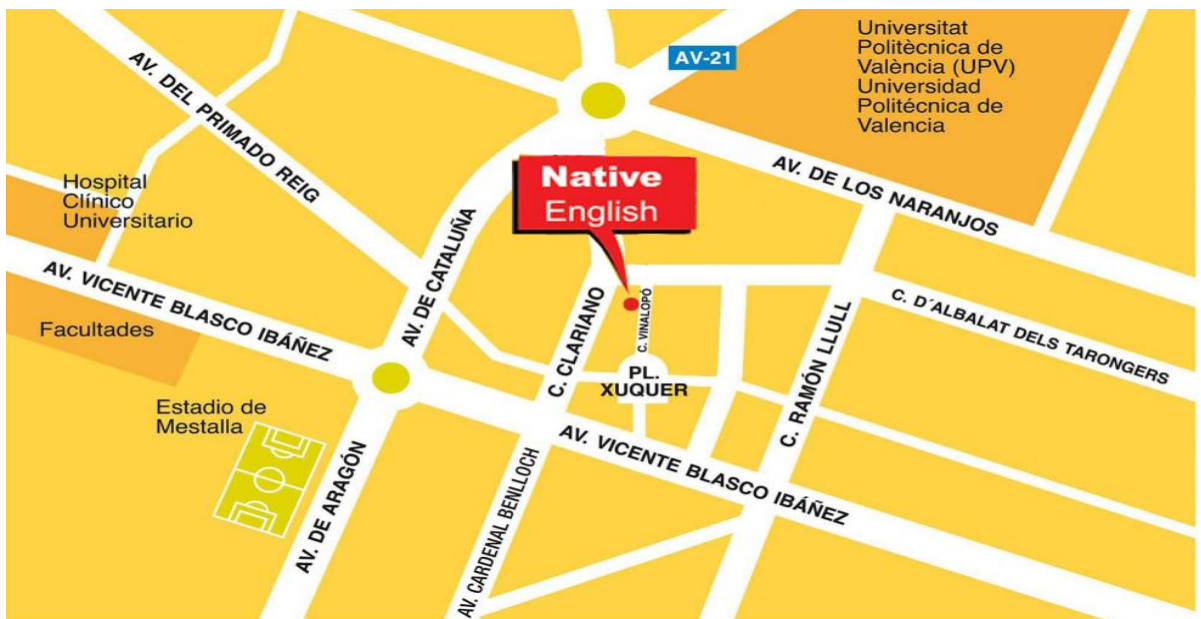 Universitat
Politècnica de
València (UPV)
Universidad
Politécnica de
Valencia
AV-21
AV. DEL PRIMADO REIG
AV. DE LOS NARANJOS
Native
English
Hospital
Clínico
Universitario
AV. DE CATALUÑA
AV. VICENTE BLASCO IBÁÑEZ
C. CLARIANO
C. VINALOPÓ
C. RAMÓN LLULL
C. D´ALBALAT DELS TARONGERS
Facultades
PL.
XUQUER
Estadio de
Mestalla
AV. DE ARAGÓN
AV. CARDENAL BENLLOCH
AV. VICENTE BLASCO IBÁÑEZ